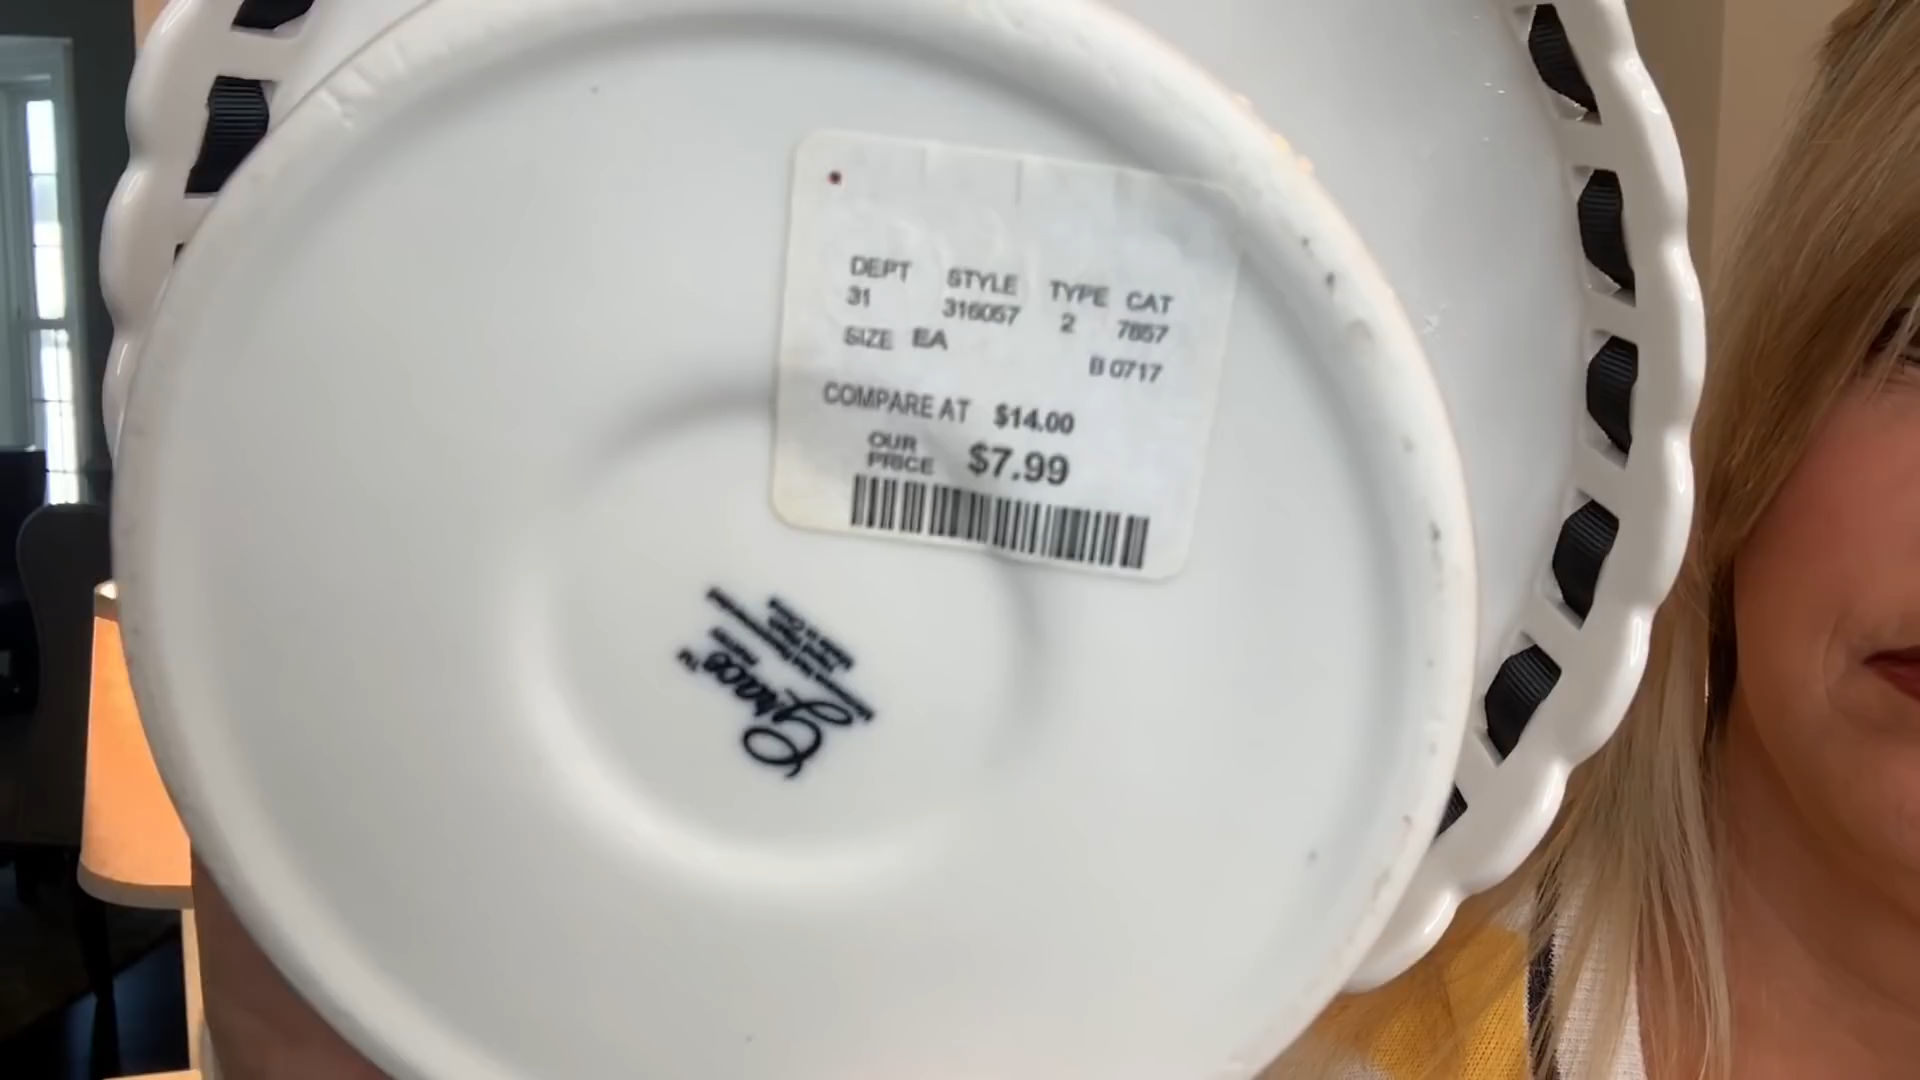 DEPT STYLE TYPE CAT
31 316057 2 7857
SIZE EA
B 0717
COMPARE AT $14.00
OUR PRICE $7.99
Grace™